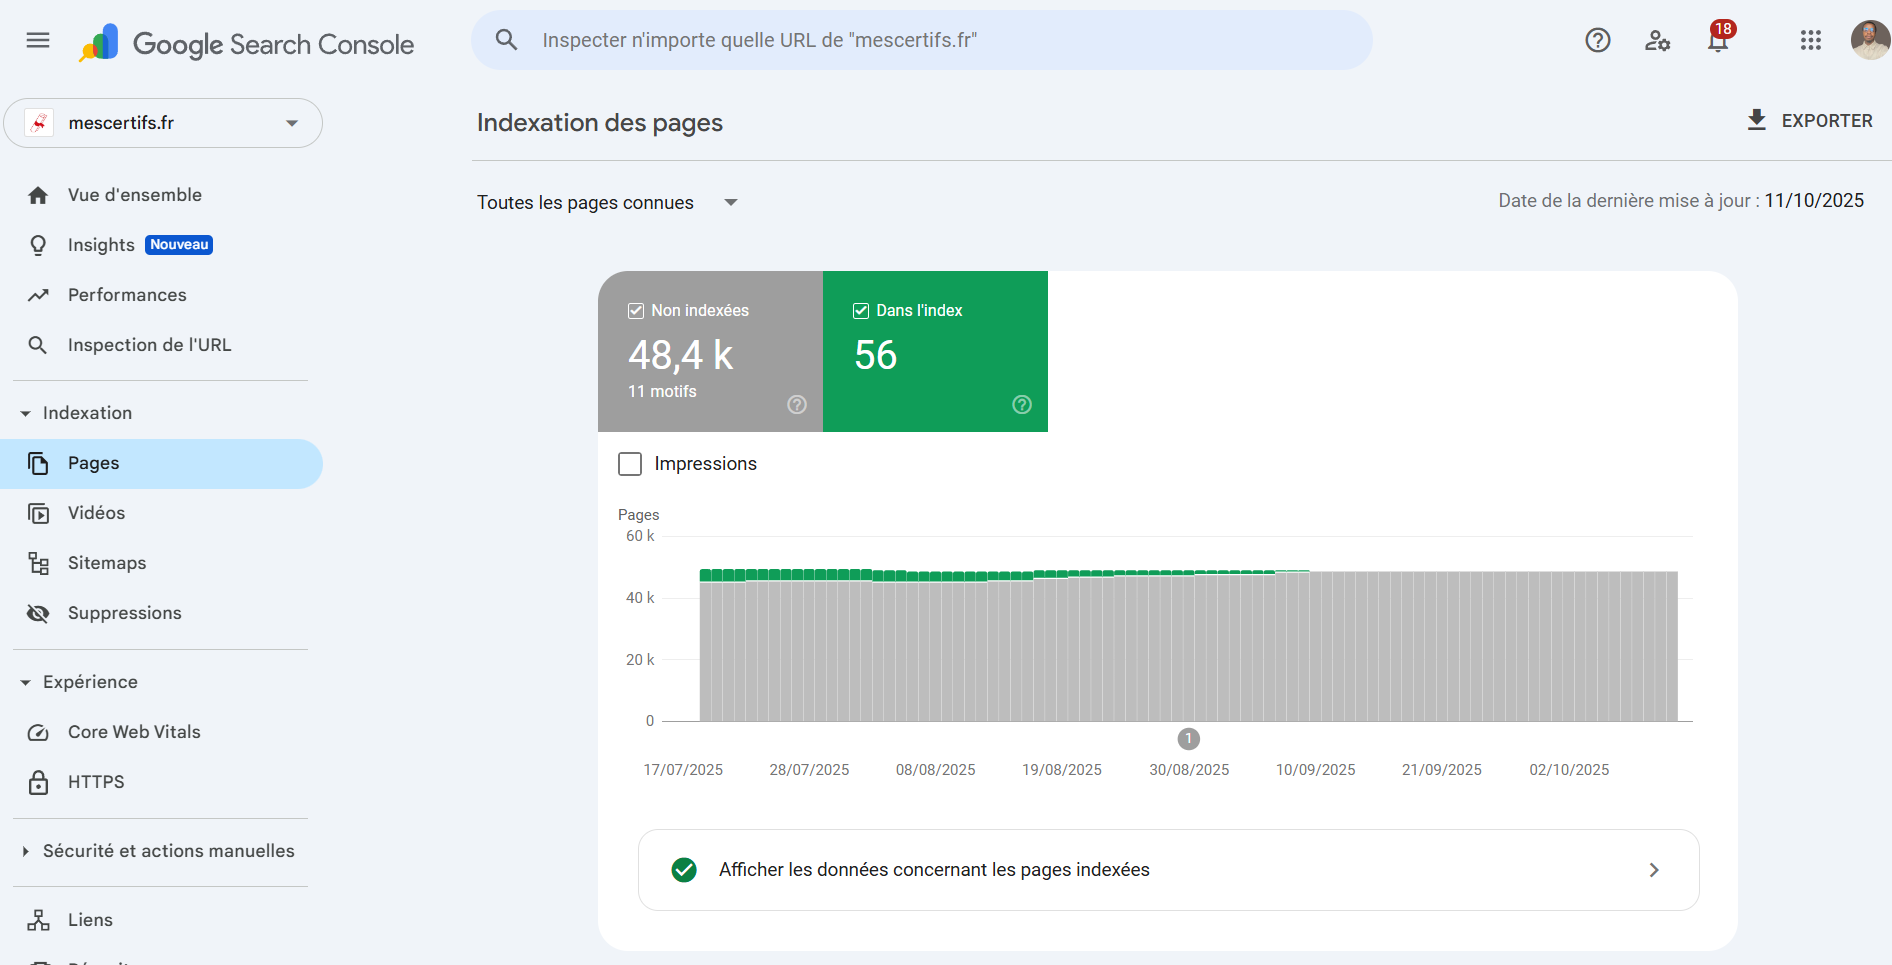 Google Search Console
Inspecter n'importe quelle URL de "mescertifs.fr"
18
mescertifs.fr
Vue d'ensemble
Insights Nouveau
Performances
Inspection de l'URL
Indexation
Pages
Vidéos
Sitemaps
Suppressions
Expérience
Core Web Vitals
HTTPS
Sécurité et actions manuelles
Liens
Indexation des pages
EXPORTER
Toutes les pages connues
Date de la dernière mise à jour : 11/10/2025
Non indexées
48,4 k
11 motifs
Dans l'index
56
Impressions
Pages
60 k
40 k
20 k
0
1
17/07/2025 28/07/2025 08/08/2025 19/08/2025 30/08/2025 10/09/2025 21/09/2025 02/10/2025
Afficher les données concernant les pages indexées